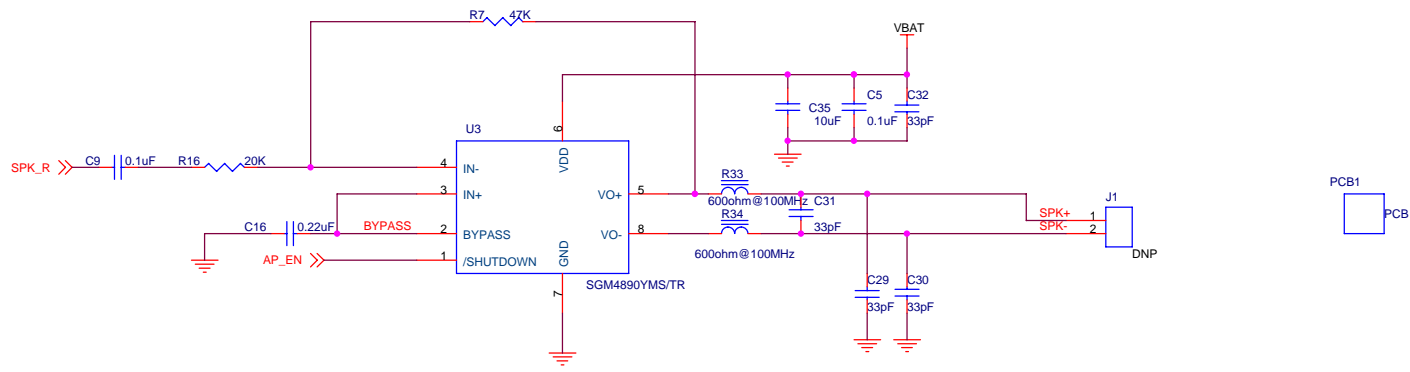 R7 47K
VBAT
C35
10uF
C5
0.1uF
C32
33pF
U3
6
VDD
SPK_R
C9
0.1uF
R16
20K
4
IN-
3
IN+
C16
0.22uF
BYPASS
2
BYPASS
AP_EN
1
/SHUTDOWN
GND
7
VO+
5
VO-
8
SGM4890YMS/TR
R33
600ohm@100MHz
R34
600ohm@100MHz
C31
33pF
C29
33pF
C30
33pF
SPK+
SPK-
J1
1
2
DNP
PCB1
PCB